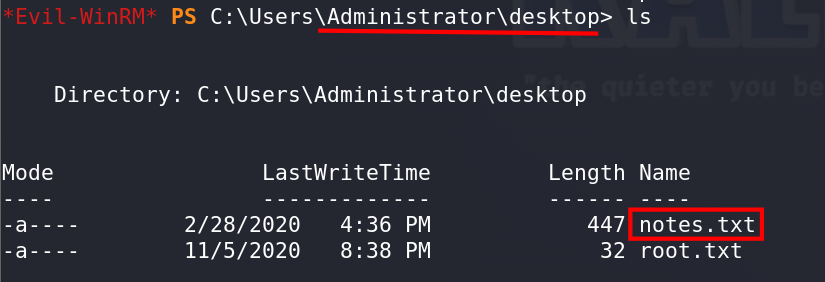 *Evil-WinRM* PS C:\Users\Administrator\desktop> ls
"the quieter you be
Directory: C:\Users\Administrator\desktop
Mode LastWriteTime Length Name
---- ------------- ------ ----
-a---- 2/28/2020 4:36 PM 447 notes.txt
-a---- 11/5/2020 8:38 PM 32 root.txt